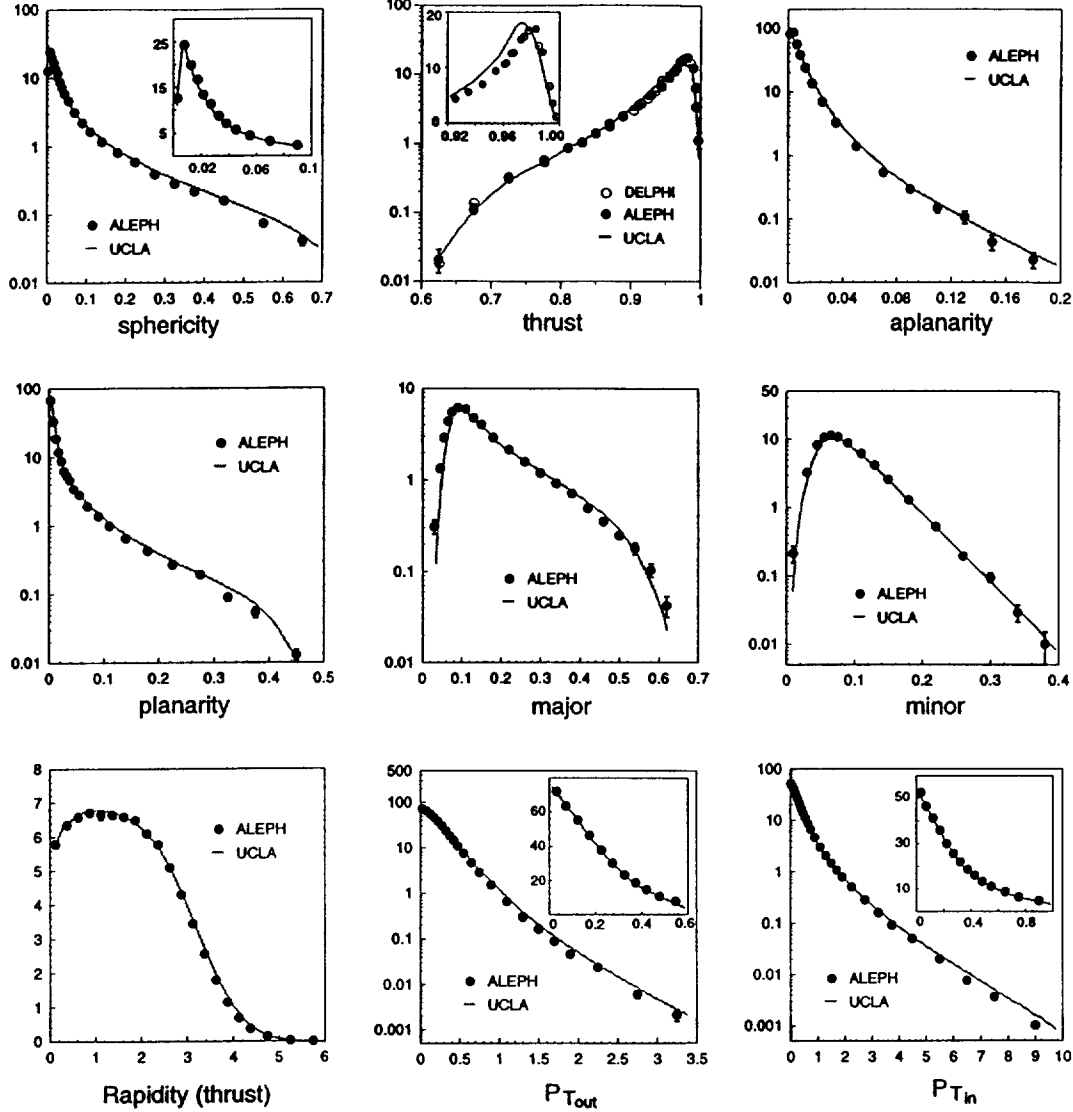 100
10
1
0.1
0.01
25
15
5
0.02
0.06
0.1
ALEPH
UCLA
0 0.1 0.2 0.3 0.4 0.5 0.6 0.7
sphericity
100
10
1
0.1
0.01
20
10
0
0.92 0.96 1.00
DELPHI
ALEPH
UCLA
0.6 0.7 0.8 0.9 1
thrust
100
10
1
0.1
0.01
ALEPH
UCLA
0 0.04 0.08 0.12 0.16 0.2
aplanarity
100
10
1
0.1
0.01
ALEPH
UCLA
0 0.1 0.2 0.3 0.4 0.5
planarity
10
1
0.1
0.01
ALEPH
UCLA
0 0.1 0.2 0.3 0.4 0.5 0.6 0.7
major
50
10
1
0.1
0.01
ALEPH
UCLA
0 0.1 0.2 0.3 0.4
minor
8
7
6
5
4
3
2
1
0
ALEPH
UCLA
0 1 2 3 4 5 6
Rapidity (thrust)
500
100
10
1
0.1
0.01
0.001
60
40
20
0 0.2 0.4 0.6
ALEPH
UCLA
0 0.5 1 1.5 2 2.5 3 3.5
PTout
100
10
1
0.1
0.01
0.001
50
30
10
0 0.4 0.8
ALEPH
UCLA
0 1 2 3 4 5 6 7 8 9 10
PTin